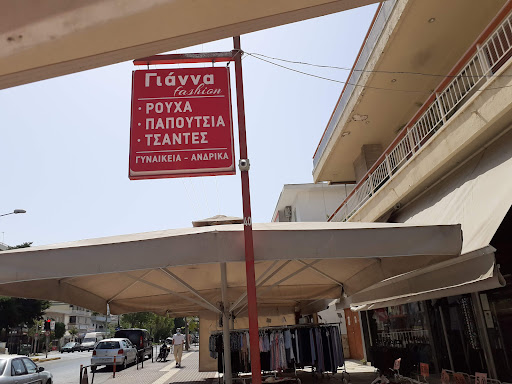 Γιάννα
fashion
· ΡΟΥΧΑ
· ΠΑΠΟΥΤΣΙΑ
· ΤΣΑΝΤΕΣ
ΓΥΝΑΙΚΕΙΑ - ΑΝΔΡΙΚΑ